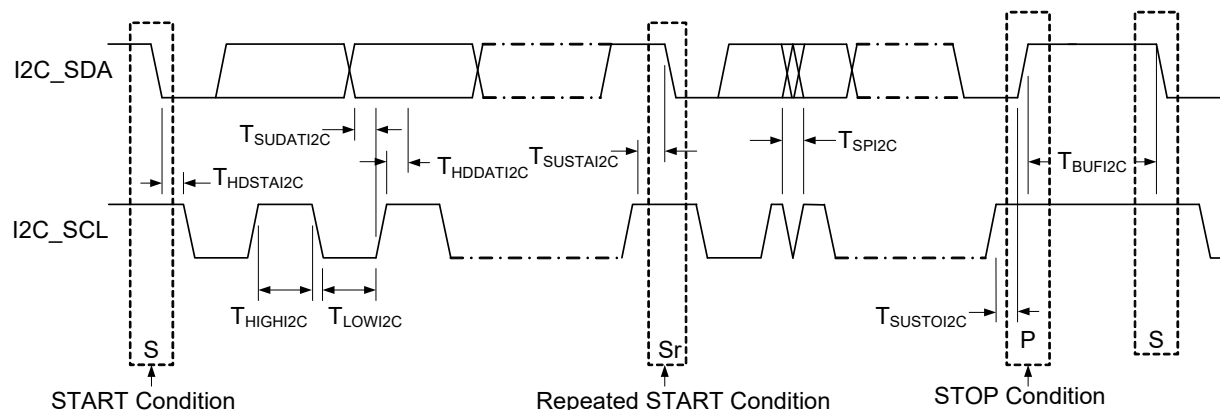 I2C_SDA
TSUDATI2C
THDDATI2C
TSUSTAI2C
TSPI2C
TBUFI2C
THDSTAI2C
I2C_SCL
THIGHI2C
TLOWI2C
TSUSTOI2C
S
Sr
P
S
START Condition
Repeated START Condition
STOP Condition